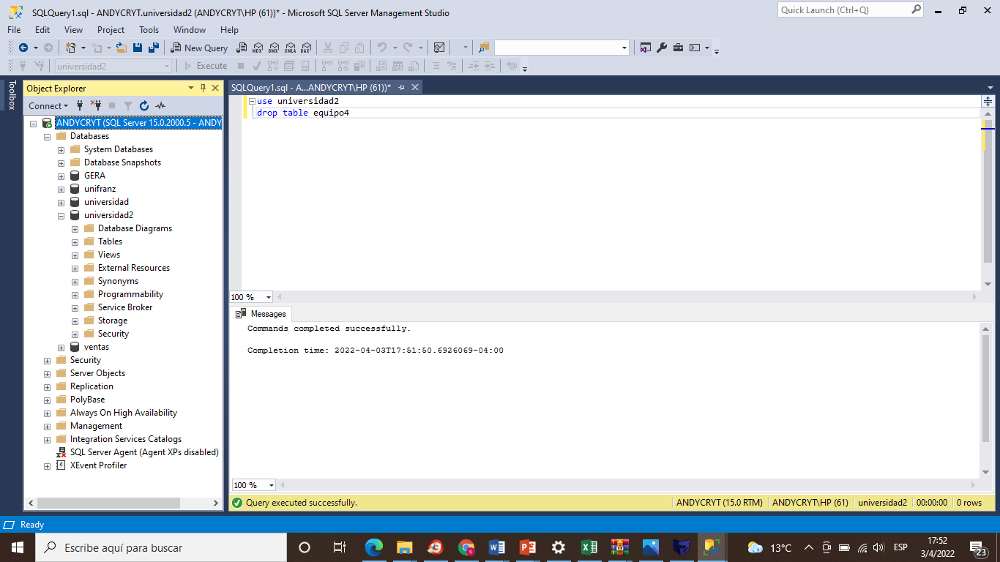 SQLQuery1.sql - ANDYCRYT.universidad2 (ANDYCRYT\HP (61))* - Microsoft SQL Server Management Studio
Quick Launch (Ctrl+Q)
File Edit View Project Tools Window Help
New Query MDX DMX XMLA DAX
universidad2 Execute
Toolbox
Object Explorer
Connect
ANDYCRYT (SQL Server 15.0.2000.5 - ANDY
Databases
System Databases
Database Snapshots
GERA
unifranz
universidad
universidad2
Database Diagrams
Tables
Views
External Resources
Synonyms
Programmability
Service Broker
Storage
Security
ventas
Security
Server Objects
Replication
PolyBase
Always On High Availability
Management
Integration Services Catalogs
SQL Server Agent (Agent XPs disabled)
XEvent Profiler
SQLQuery1.sql - A...ANDYCRYT\HP (61))*
use universidad2
drop table equipo4
100 %
Messages
Commands completed successfully.
Completion time: 2022-04-03T17:51:50.6926069-04:00
100 %
Query executed successfully. ANDYCRYT (15.0 RTM) ANDYCRYT\HP (61) universidad2 00:00:00 0 rows
Ready
Escribe aquí para buscar
13°C
ESP
17:52
3/4/2022
23